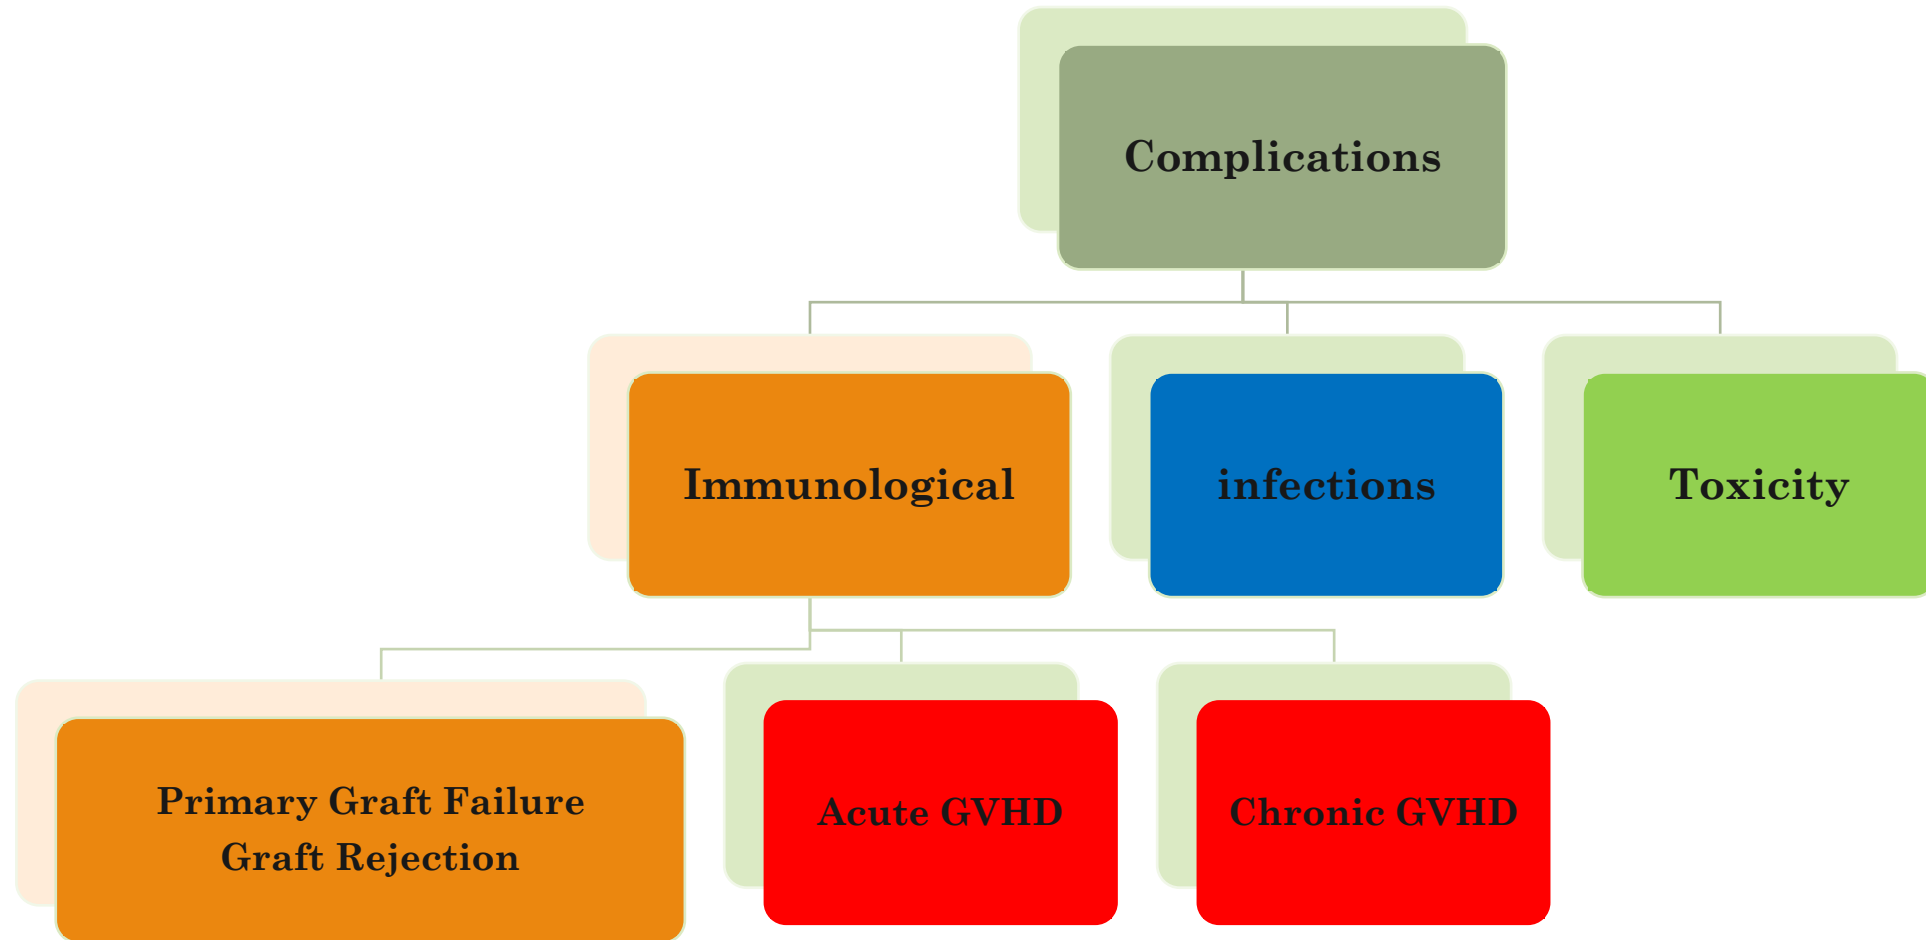 Complications
Immunological
infections
Toxicity
Primary Graft Failure
Graft Rejection
Acute GVHD
Chronic GVHD